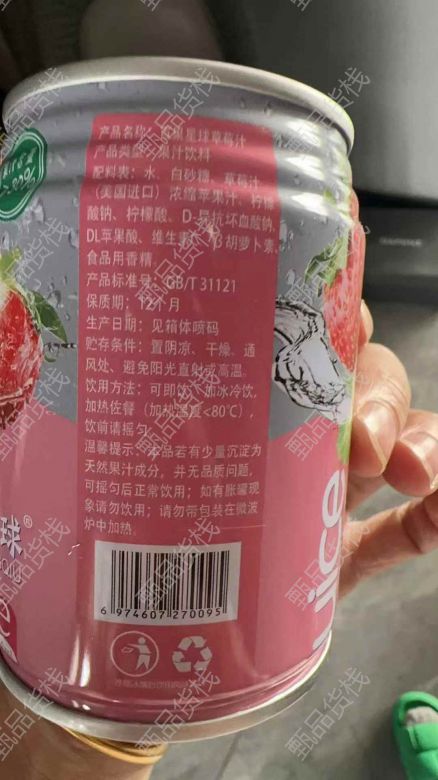 产品名称：水果星球草莓汁
产品类型：果汁饮料
配料表：水、白砂糖、草莓汁
（美国进口）浓缩苹果汁、柠檬
酸钠、柠檬酸、D-异抗坏血酸钠、
DL苹果酸、维生素、β胡萝卜素、
食品用香精
产品标准号：GB/T 31121
保质期：12个月
生产日期：见箱体喷码
贮存条件：置阴凉、干燥、通
风处、避免阳光直射或高温。
饮用方法：可即饮、加冰冷饮，
加热佐餐（加热温度<80℃），
饮前请摇匀
温馨提示：本品若有少量沉淀为
天然果汁成分，并无品质问题，
可摇匀后正常饮用；如有胀罐现
象请勿饮用；请勿带包装在微波
炉中加热。
6 974607 270095
球®
juice
甄品货栈